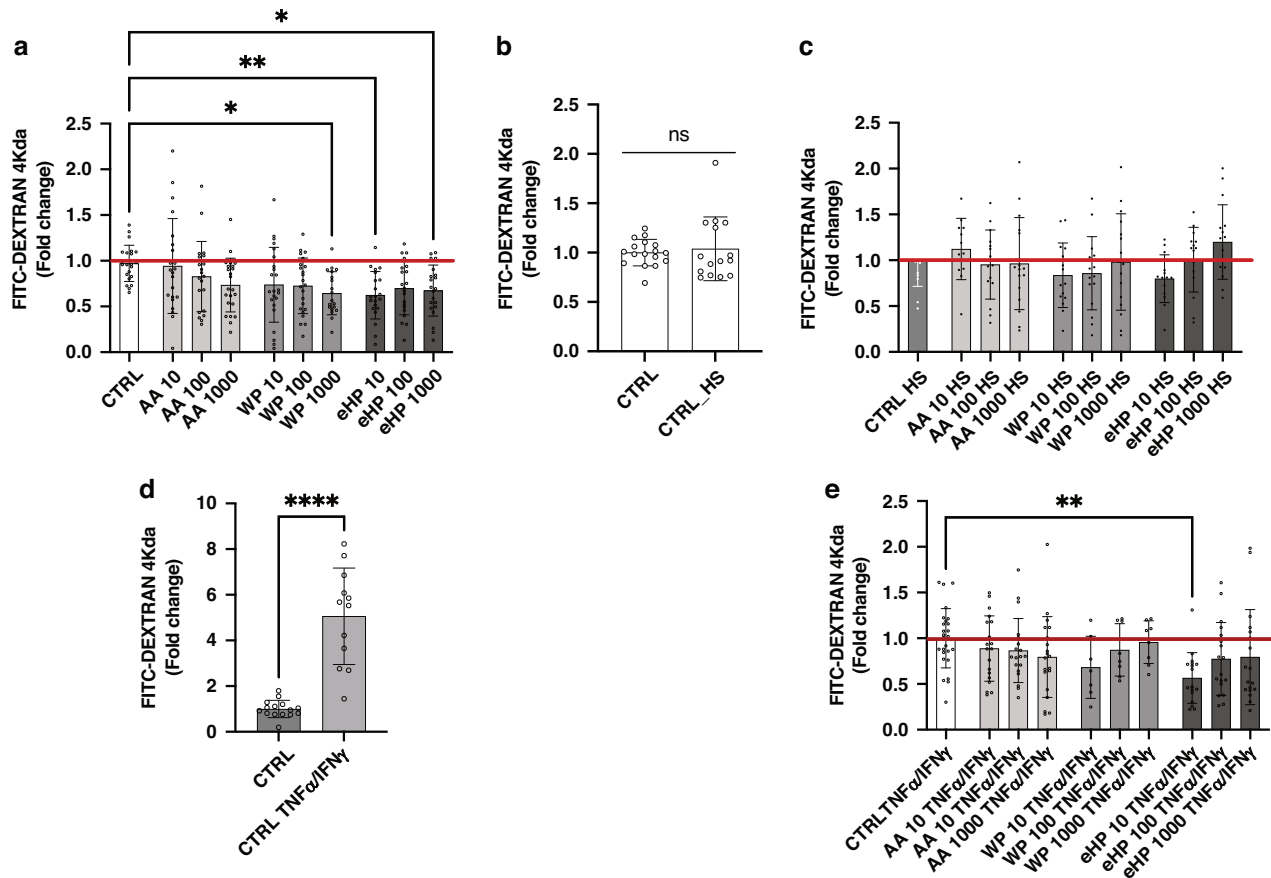 a
*
**
*
FITC-DEXTRAN 4Kda
(Fold change)
2.5
2.0
1.5
1.0
0.5
0.0
CTRL
AA 10
AA 100
AA 1000
WP 10
WP 100
WP 1000
eHP 10
eHP 100
eHP 1000
b
ns
FITC-DEXTRAN 4Kda
(Fold change)
2.5
2.0
1.5
1.0
0.5
0.0
CTRL
CTRL_HS
c
FITC-DEXTRAN 4Kda
(Fold change)
2.5
2.0
1.5
1.0
0.5
0.0
CTRL HS
AA 10 HS
AA 100 HS
AA 1000 HS
WP 10 HS
WP 100 HS
WP 1000 HS
eHP 10 HS
eHP 100 HS
eHP 1000 HS
d
****
FITC-DEXTRAN 4Kda
(Fold change)
10
8
6
4
2
0
CTRL
CTRL TNFα/IFNγ
e
**
FITC-DEXTRAN 4Kda
(Fold change)
2.5
2.0
1.5
1.0
0.5
0.0
CTRLTNFα/IFNγ
AA 10 TNFα/IFNγ
AA 10 TNFα/IFNγ
AA 1000 TNFα/IFNγ
WP 10 TNFα/IFNγ
WP 100 TNFα/IFNγ
WP 1000 TNFα/IFNγ
eHP 10 TNFα/IFNγ
eHP 100 TNFα/IFNγ
eHP 1000 TNFα/IFNγ